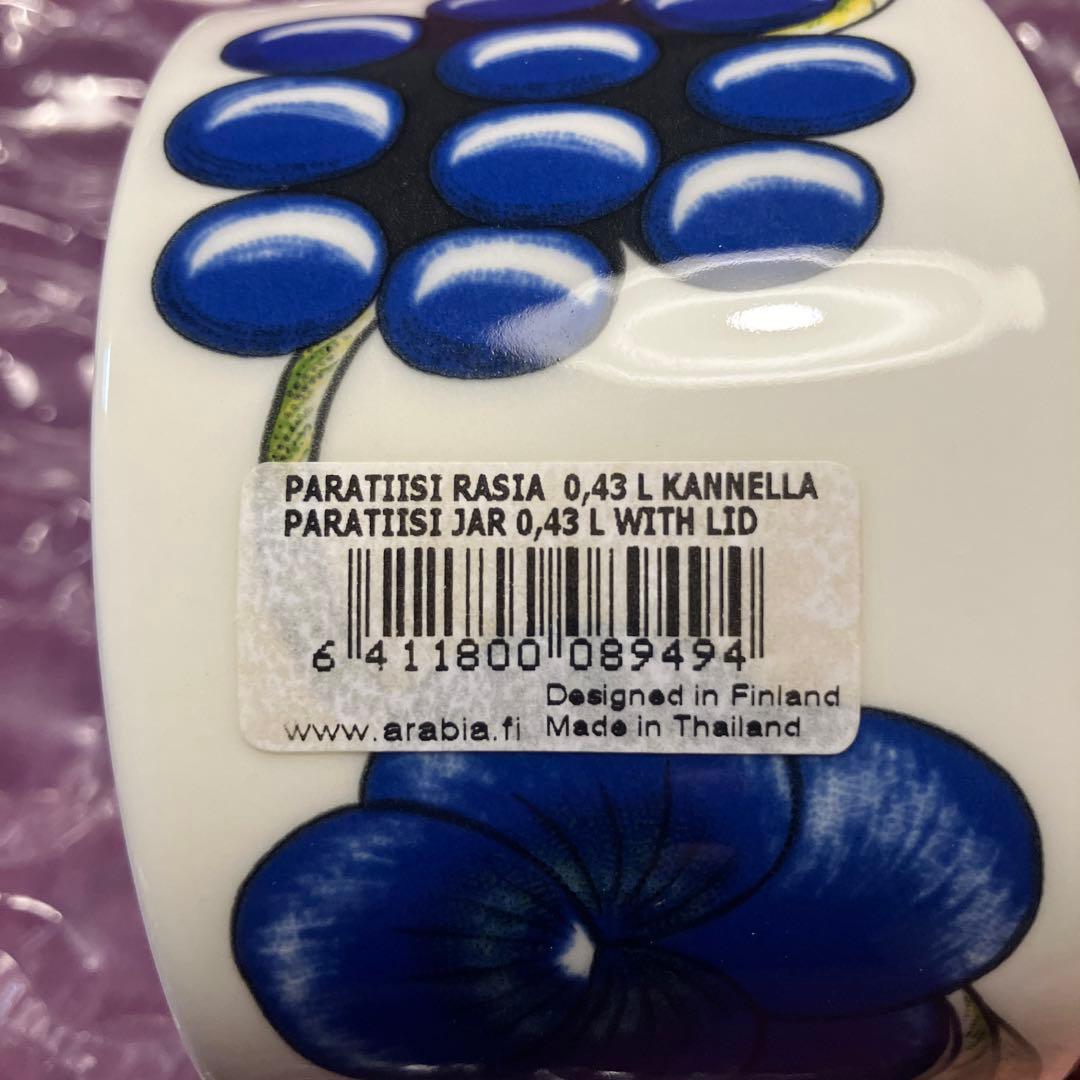 PARATIISI RASIA 0,43 L KANNELLA
PARATIISI JAR 0,43 L WITH LID
6 411800 089494
Designed in Finland
www.arabia.fi Made in Thailand